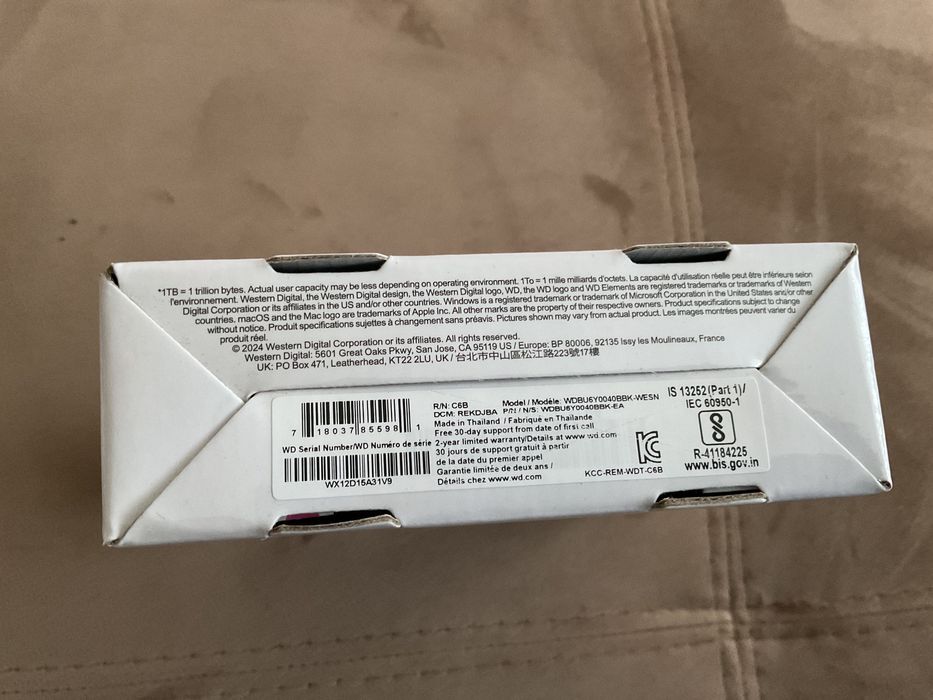 *1TB = 1 trillion bytes. Actual user capacity may be less depending on operating environment. 1To = 1 mille milliards d'octets. La capacité d'utilisation réelle peut être inférieure selon
l'environnement. Western Digital, the Western Digital design, the Western Digital logo, WD, the WD logo and WD Elements are registered trademarks or trademarks of Western
Digital Corporation or its affiliates in the US and/or other countries. Windows is a registered trademark or trademark of Microsoft Corporation in the United States and/or other
countries. macOS and the Mac logo are trademarks of Apple Inc. All other marks are the property of their respective owners. Product specifications subject to change
without notice. Produit specifications sujettes à changement sans préavis. Pictures shown may vary from actual product. Les images montrées peuvent varier du
produit réel.
© 2024 Western Digital Corporation or its affiliates. All rights reserved.
Western Digital: 5601 Great Oaks Pkwy, San Jose, CA 95119 US / Europe: BP 80006, 92135 Issy les Moulineaux, France
UK: PO Box 471, Leatherhead, KT22 2LU, UK / 台北市中山區松江路223號17樓
7 18037 85598 1
WD Serial Number/WD Numéro de série
WX12D15A31V9
R/N: C6B
Model / Modèle: WDBU6Y0040BBK-WESN
DCM: REKDJBA P/N / N/S: WDBU6Y0040BBK-EA
Made in Thailand / Fabriqué en Thaïlande
Free 30-day support from date of first call
2-year limited warranty/Details at www.wd.com
30 jours de support gratuit à partir
de la date du premier appel
Garantie limitée de deux ans /
Détails chez www.wd.com
KCC-REM-WDT-C6B
IS 13252 (Part 1)/
IEC 60950-1
R-41184225
www.bis.gov.in